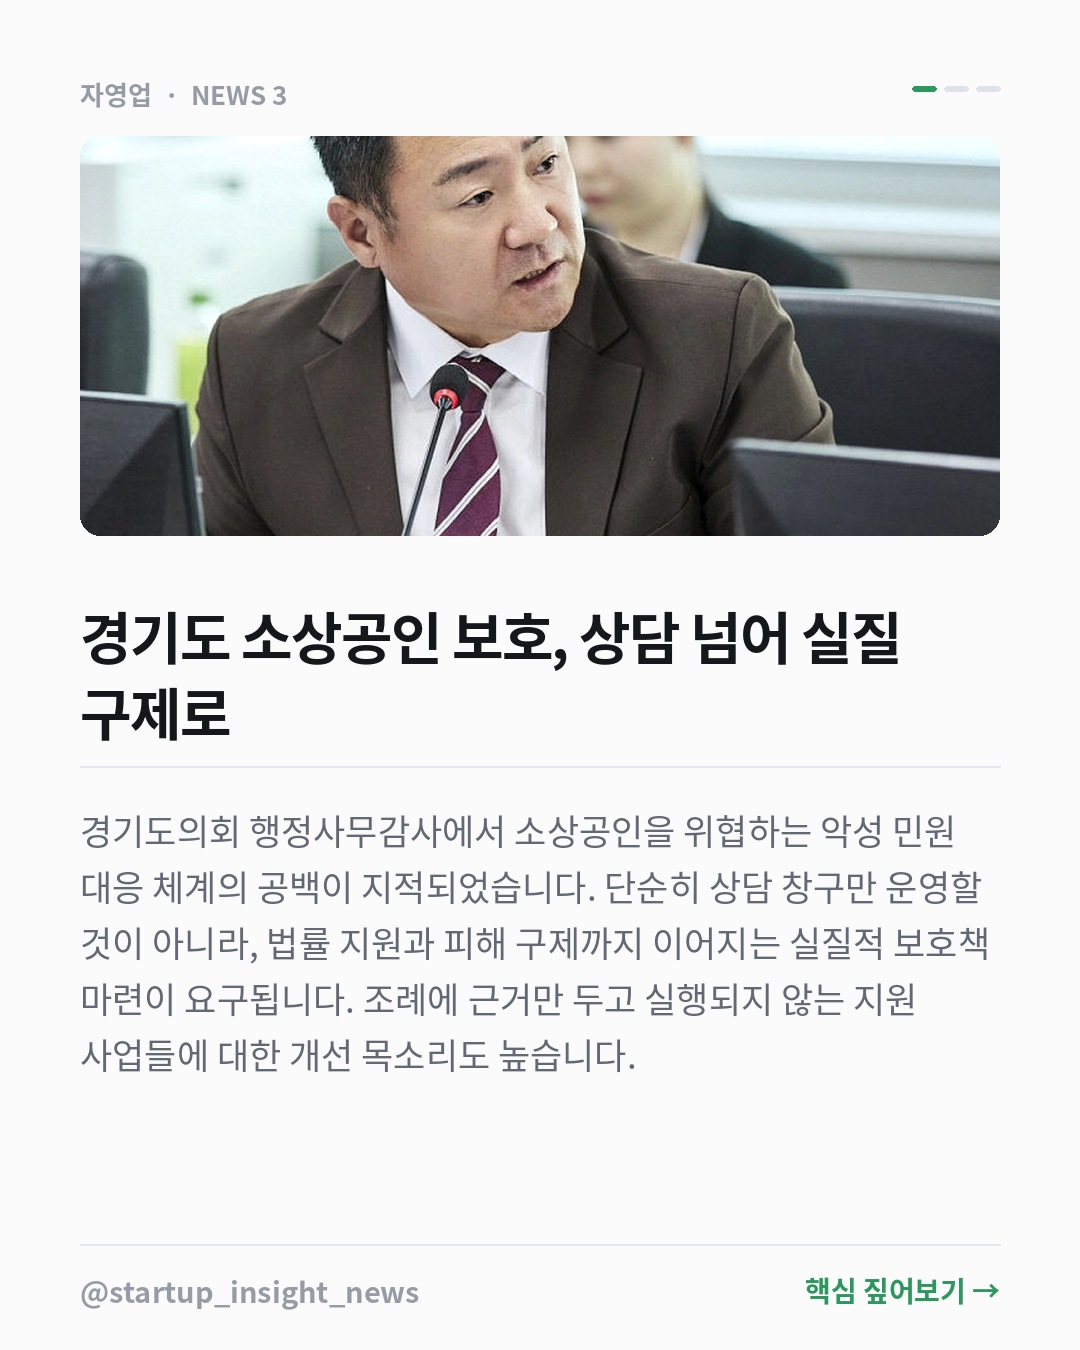 자영업 · NEWS 3
경기도 소상공인 보호, 상담 넘어 실질
구제로
경기도의회 행정사무감사에서 소상공인을 위협하는 악성 민원
대응 체계의 공백이 지적되었습니다. 단순히 상담 창구만 운영할
것이 아니라, 법률 지원과 피해 구제까지 이어지는 실질적 보호책
마련이 요구됩니다. 조례에 근거만 두고 실행되지 않는 지원
사업들에 대한 개선 목소리도 높습니다.
@startup_insight_news
핵심 짚어보기 →